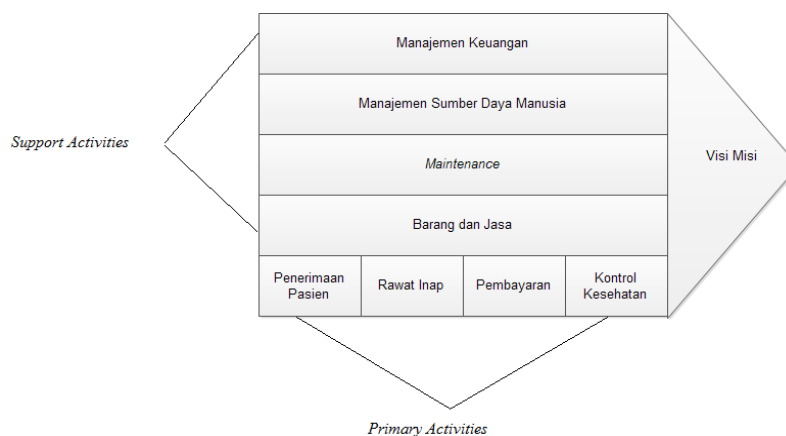 Manajemen Keuangan
Manajemen Sumber Daya Manusia
Support Activities
Maintenance
Visi Misi
Barang dan Jasa
Penerimaan
Pasien
Rawat Inap
Pembayaran
Kontrol
Kesehatan
Primary Activities